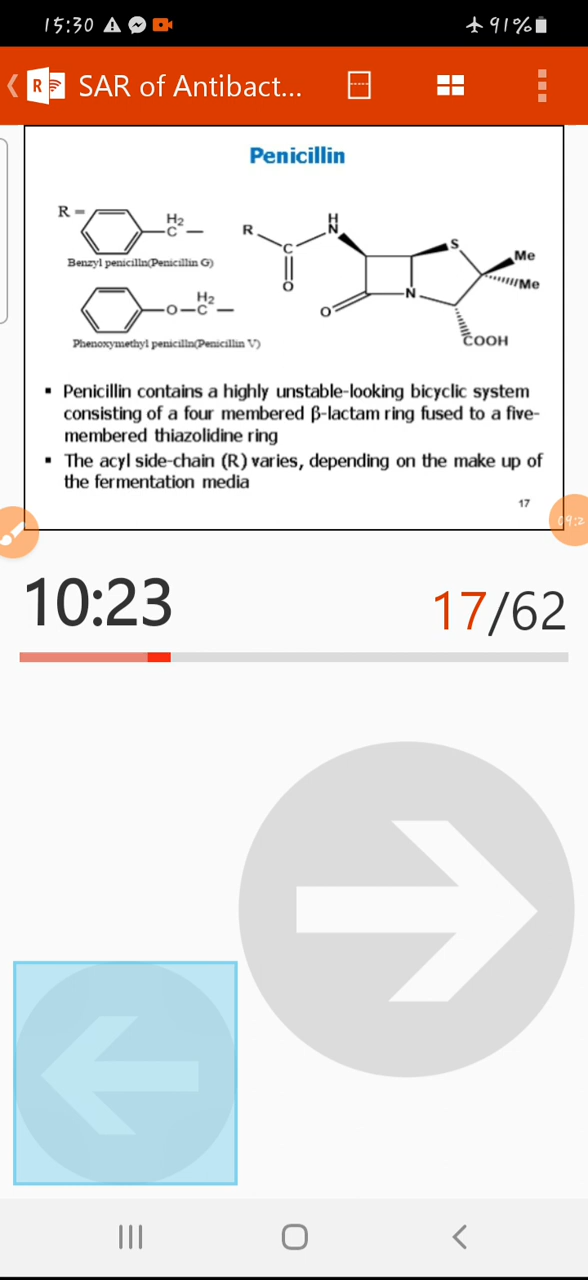 15:30
91%
R
SAR of Antibact...
Penicillin
R =
H2
C
Benzyl penicilln(Penicillin G)
O
H2
C
Phenoxymethyl penicilln(Penicillin V)
R
C
O
H
N
O
N
S
Me
Me
COOH
▪ Penicillin contains a highly unstable-looking bicyclic system
consisting of a four membered β-lactam ring fused to a five-
membered thiazolidine ring
▪ The acyl side-chain (R) varies, depending on the make up of
the fermentation media
17
10:23
17/62